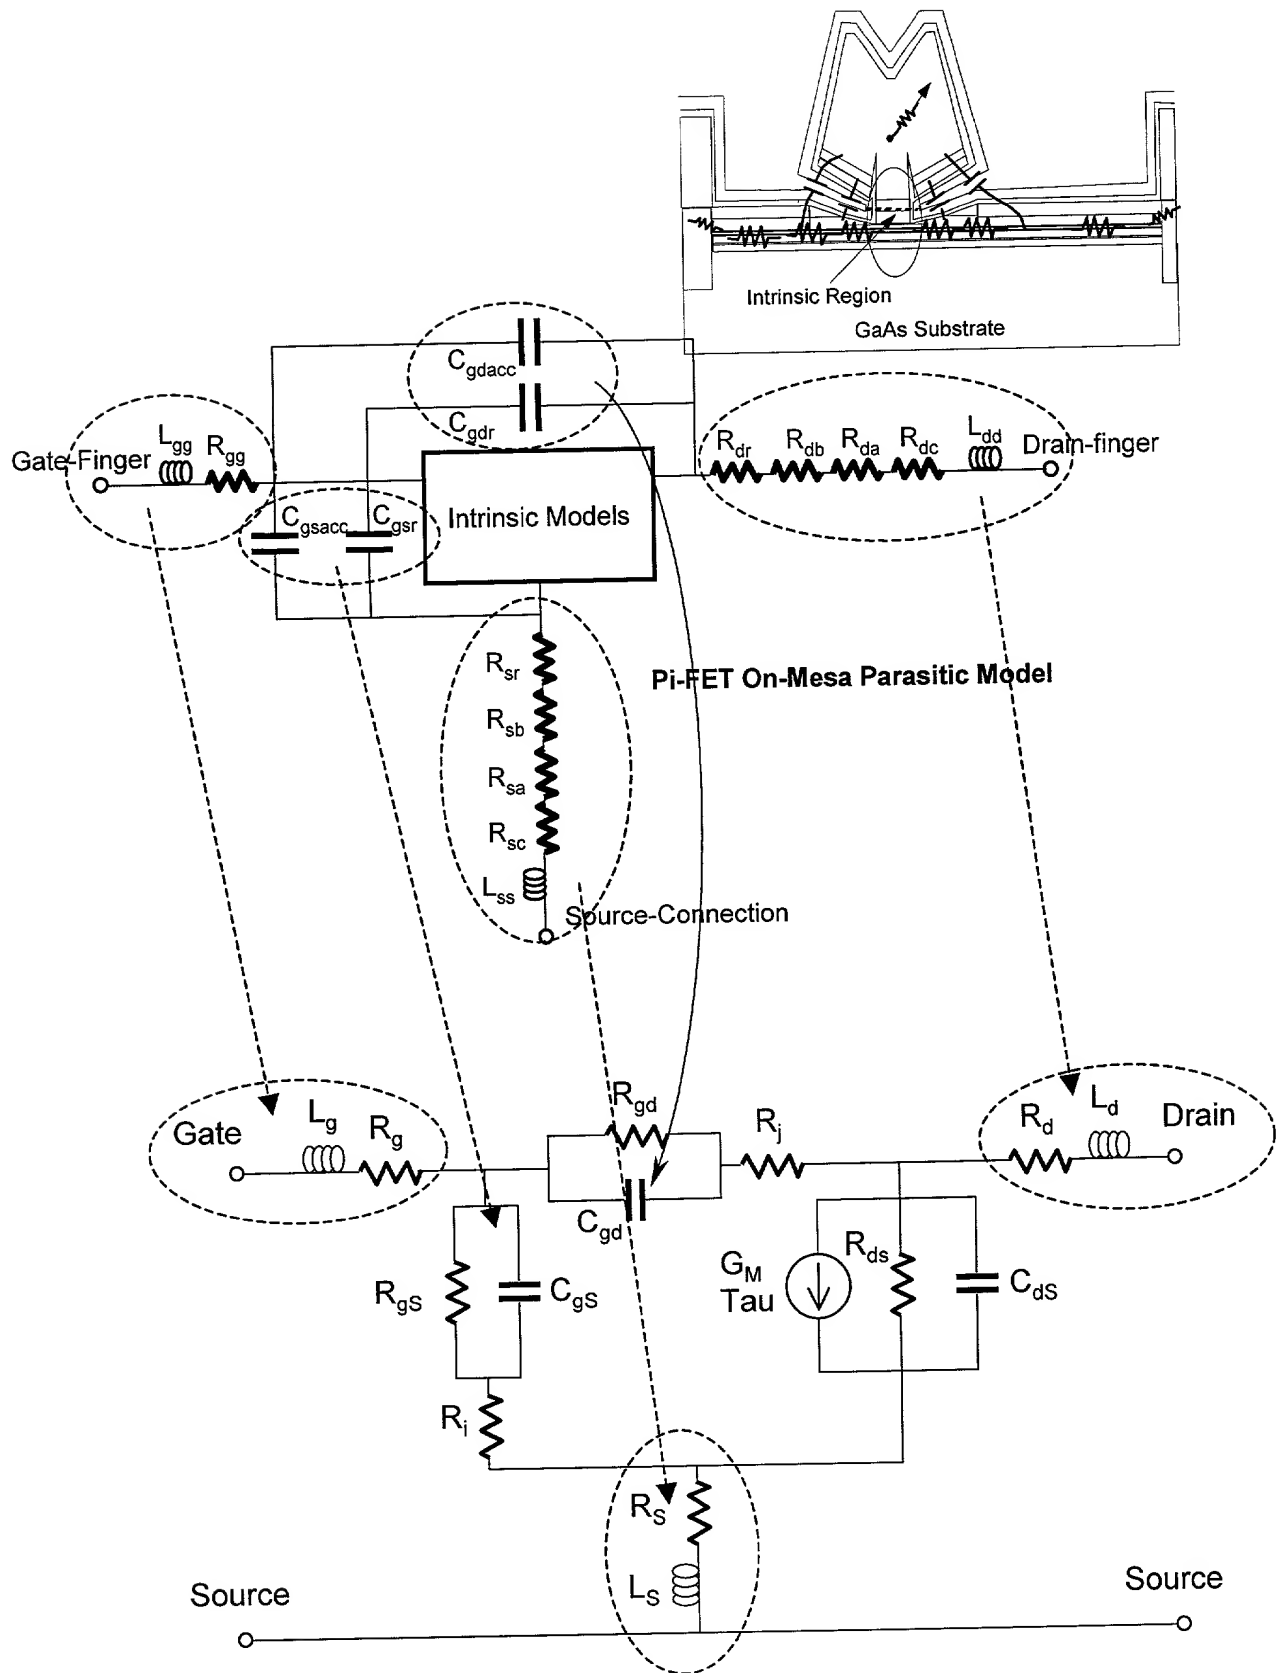 Intrinsic Region
GaAs Substrate
Cgdacc
Cgdr
Gate-Finger
Lgg
Rgg
Rdr
Rdb
Rda
Rdc
Ldd
Drain-finger
Cgsacc
Cgsr
Intrinsic Models
Rsr
Pi-FET On-Mesa Parasitic Model
Rsb
Rsa
Rsc
Lss
Source-Connection
Gate
Lg
Rg
Rgd
Rj
Rd
Ld
Drain
Cgd
RgS
CgS
GM
Tau
Rds
CdS
Ri
RS
LS
Source
Source